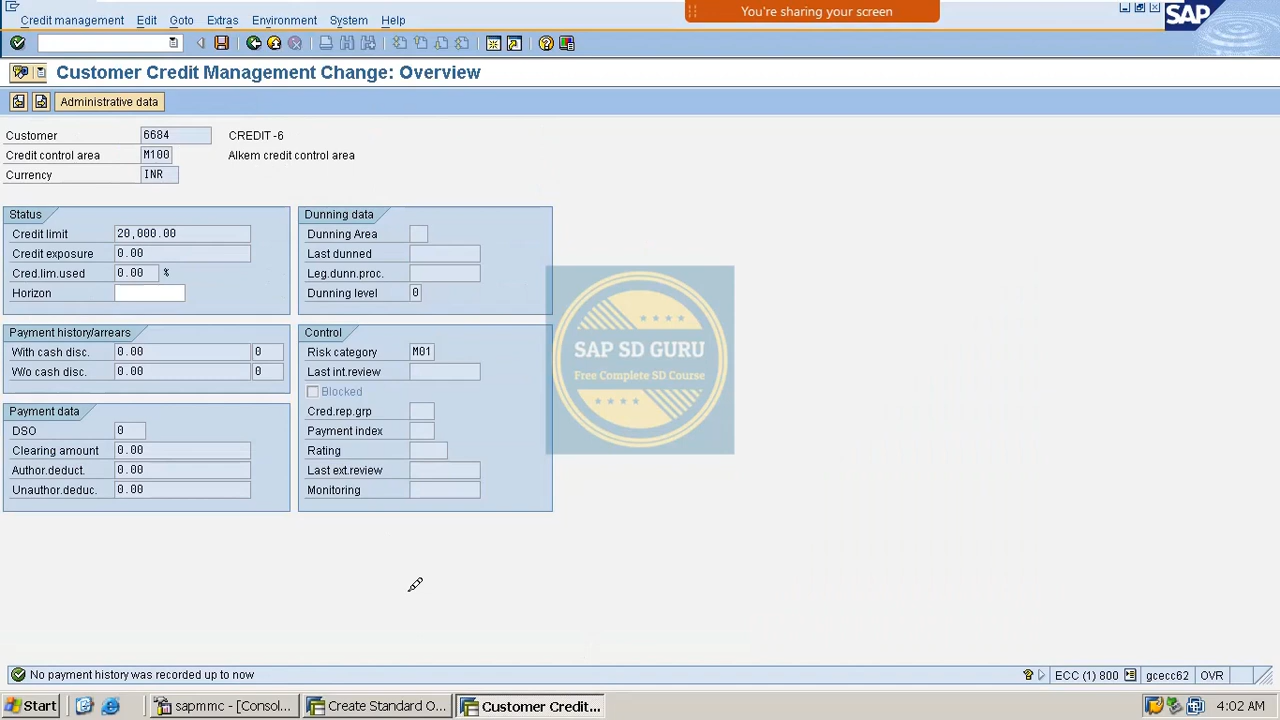 You're sharing your screen
Credit management Edit Goto Extras Environment System Help
SAP
Customer Credit Management Change: Overview
Administrative data
Customer 6684 CREDIT -6
Credit control area M100 Alkem credit control area
Currency INR
Status
Credit limit 20,000.00
Credit exposure 0.00
Cred.lim.used 0.00 %
Horizon
Dunning data
Dunning Area
Last dunned
Leg.dunn.proc.
Dunning level 0
Payment history/arrears
With cash disc. 0.00 0
W/o cash disc. 0.00 0
Control
Risk category M01
Last int.review
Blocked
Cred.rep.grp
Payment index
Rating
Last ext.review
Monitoring
Payment data
DSO 0
Clearing amount 0.00
Author.deduct. 0.00
Unauthor.deduc. 0.00
SAP SD GURU
Free Complete SD Course
No payment history was recorded up to now
ECC (1) 800 gcecc62 OVR
Start sapmmc - [Consol... Create Standard O... Customer Credit... 4:02 AM